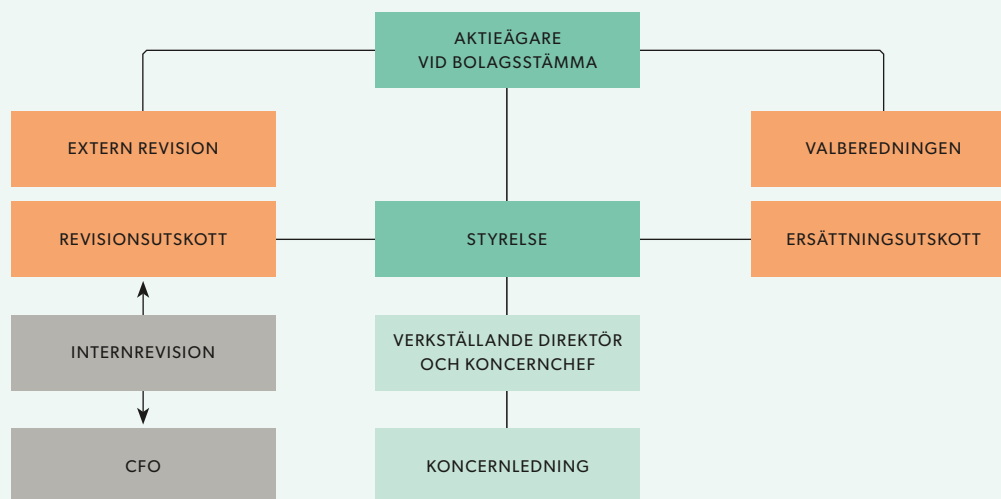 AKTIEÄGARE
VID BOLAGSSTÄMMA
EXTERN REVISION
VALBEREDNINGEN
REVISIONSUTSKOTT
STYRELSE
ERSÄTTNINGSUTSKOTT
INTERNREVISION
VERKSTÄLLANDE DIREKTÖR
OCH KONCERNCHEF
CFO
KONCERNLEDNING